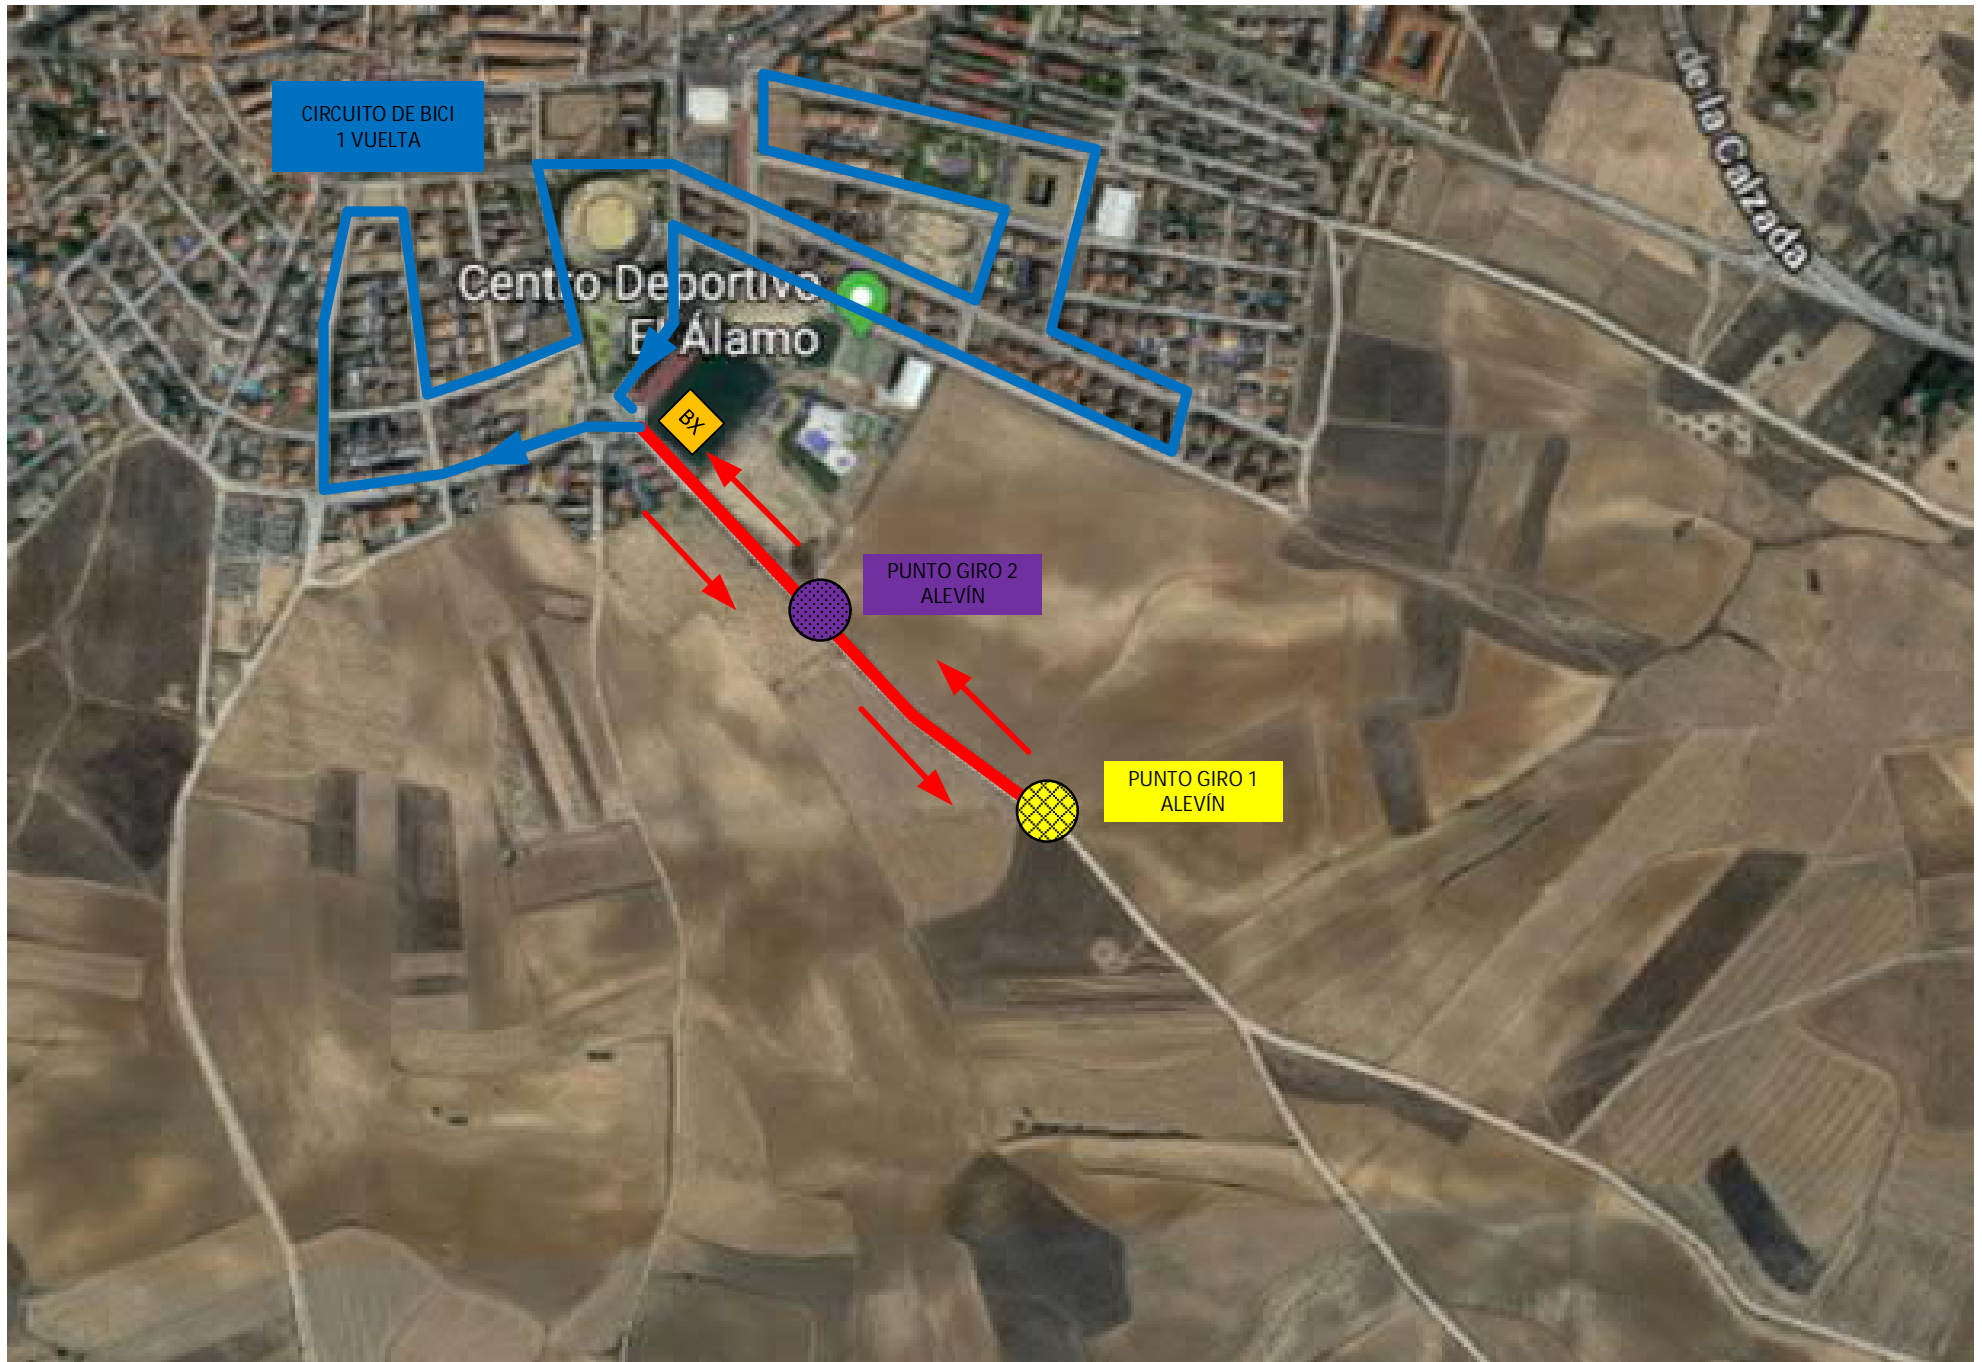 CIRCUITO DE BICI
1 VUELTA
de la Calzada
Centro Deportivo
El Álamo
BX
PUNTO GIRO 2
ALEVÍN
PUNTO GIRO 1
ALEVÍN